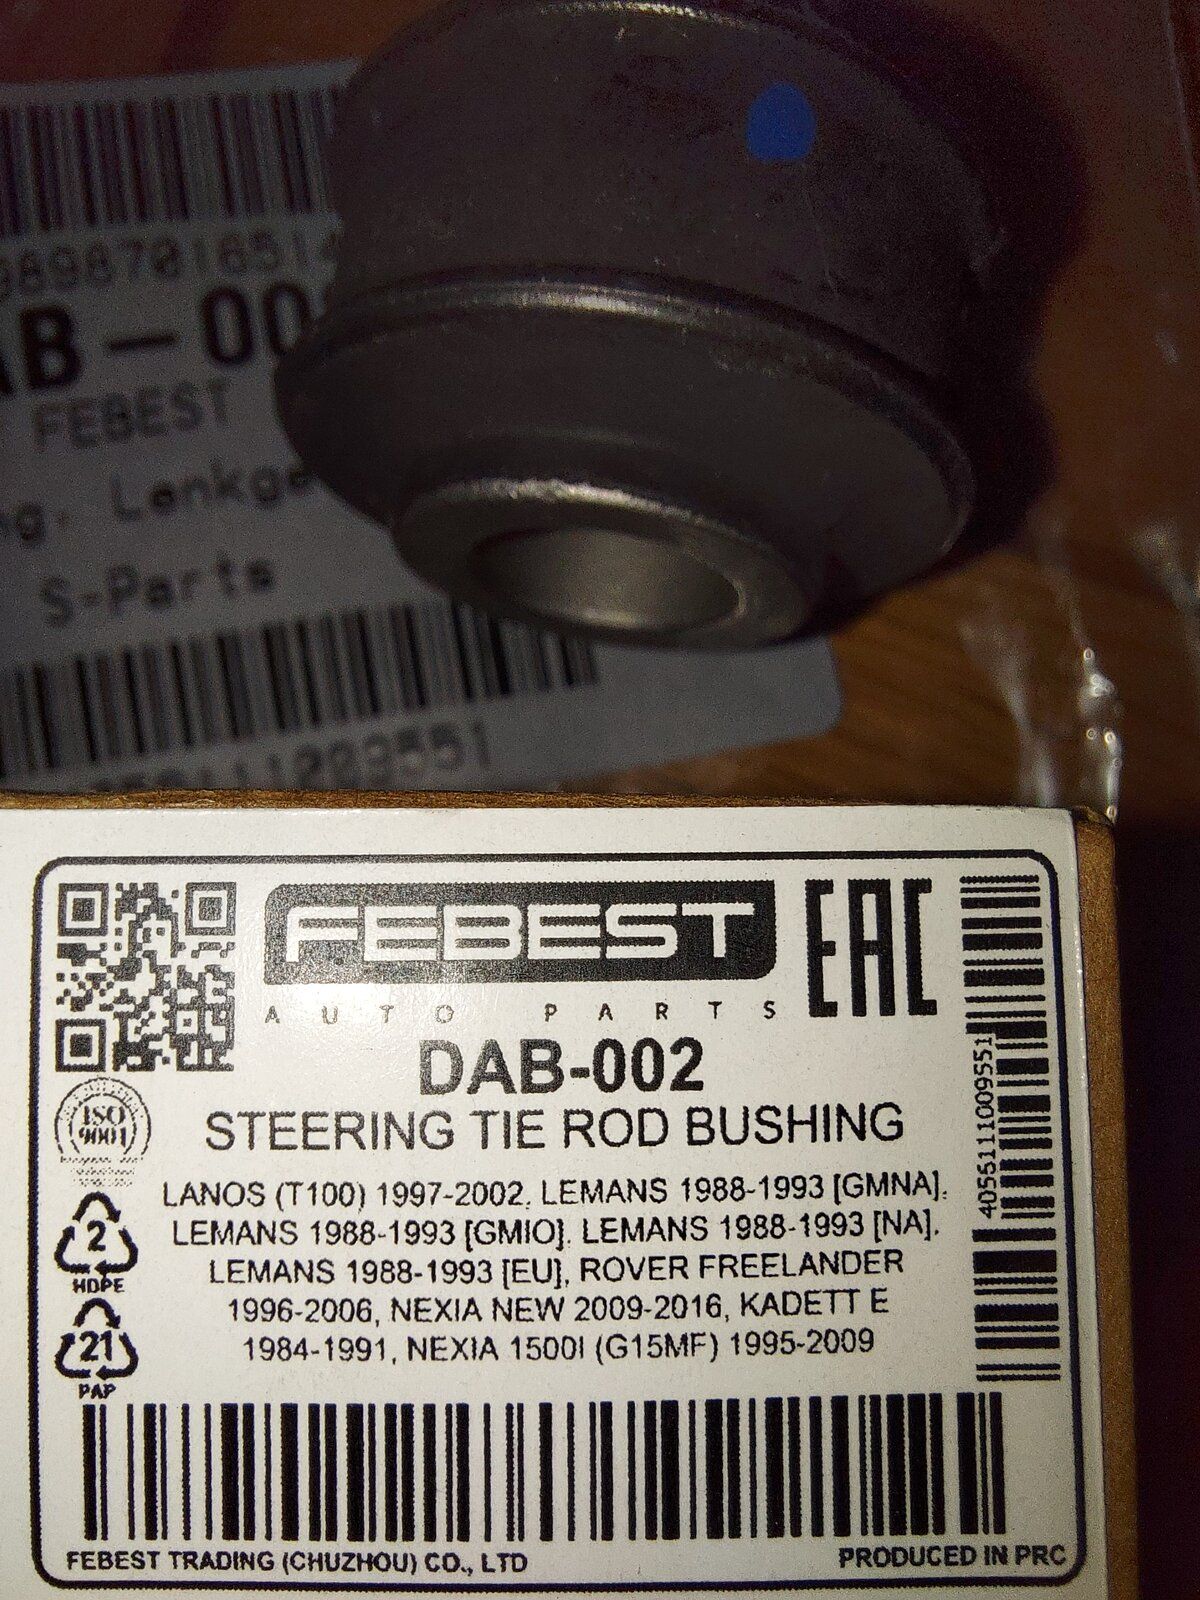 AB-00
FEBEST
Lenkge
S-Parts
FEBEST
AUTO PARTS
EAC
DAB-002
STEERING TIE ROD BUSHING
LANOS (T100) 1997-2002, LEMANS 1988-1993 [GMNA],
LEMANS 1988-1993 [GMIO], LEMANS 1988-1993 [NA],
LEMANS 1988-1993 [EU], ROVER FREELANDER
1996-2006, NEXIA NEW 2009-2016, KADETT E
1984-1991, NEXIA 1500I (G15MF) 1995-2009
ISO
9001
2
HDPE
21
PAP
4056111009551
FEBEST TRADING (CHUZHOU) CO., LTD
PRODUCED IN PRC